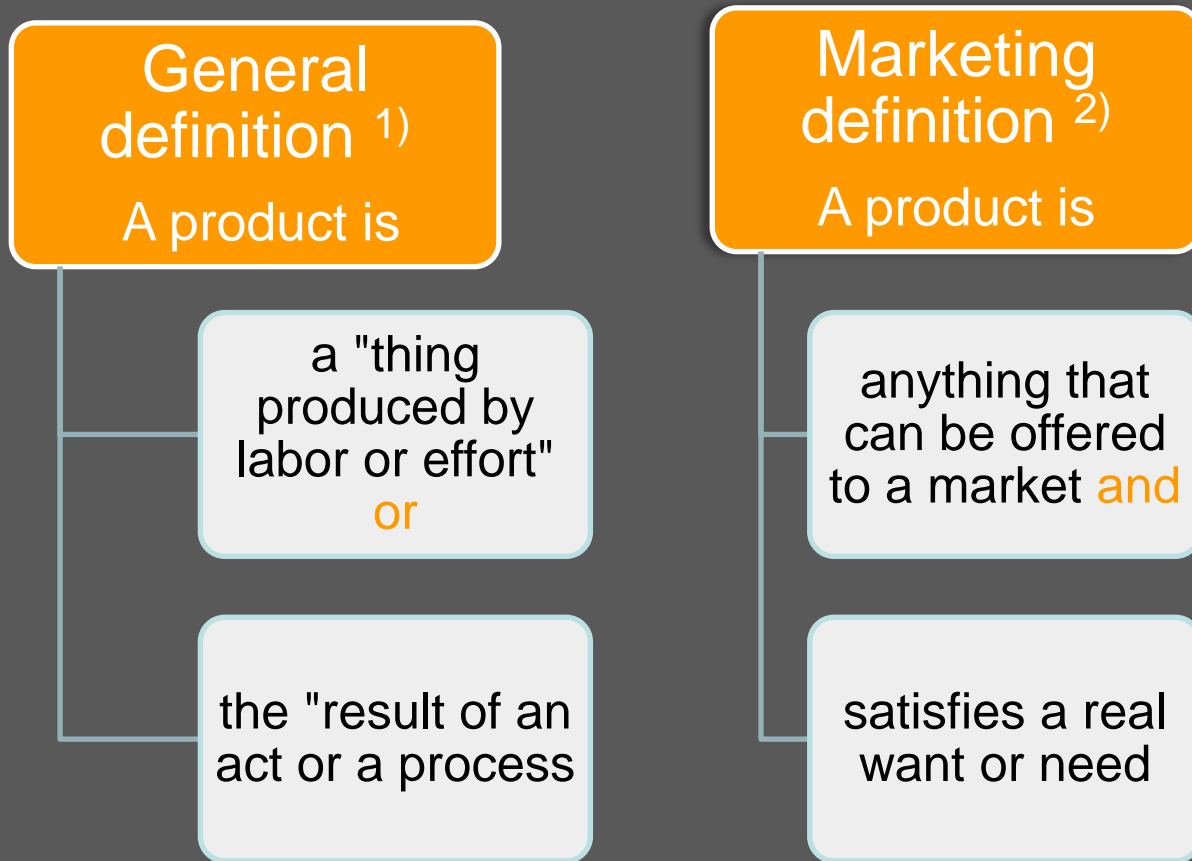 General
definition 1)
A product is
a "thing
produced by
labor or effort"
or
the "result of an
act or a process
Marketing
definition 2)
A product is
anything that
can be offered
to a market and
satisfies a real
want or need